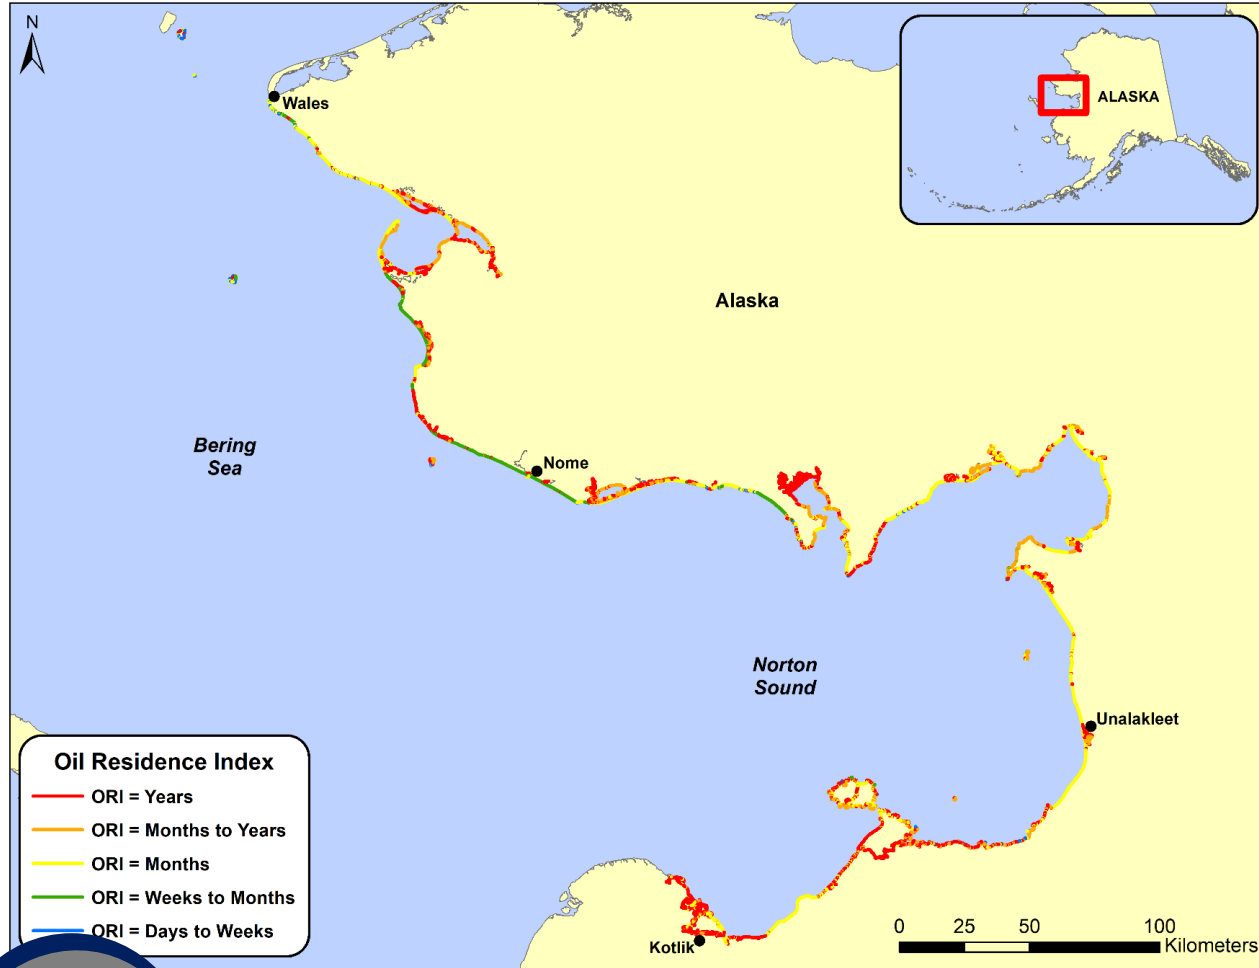 N
Wales
ALASKA
Alaska
Bering
Sea
Nome
Norton
Sound
Unalakleet
Kotlik
Oil Residence Index
ORI = Years
ORI = Months to Years
ORI = Months
ORI = Weeks to Months
ORI = Days to Weeks
0 25 50 100
Kilometers